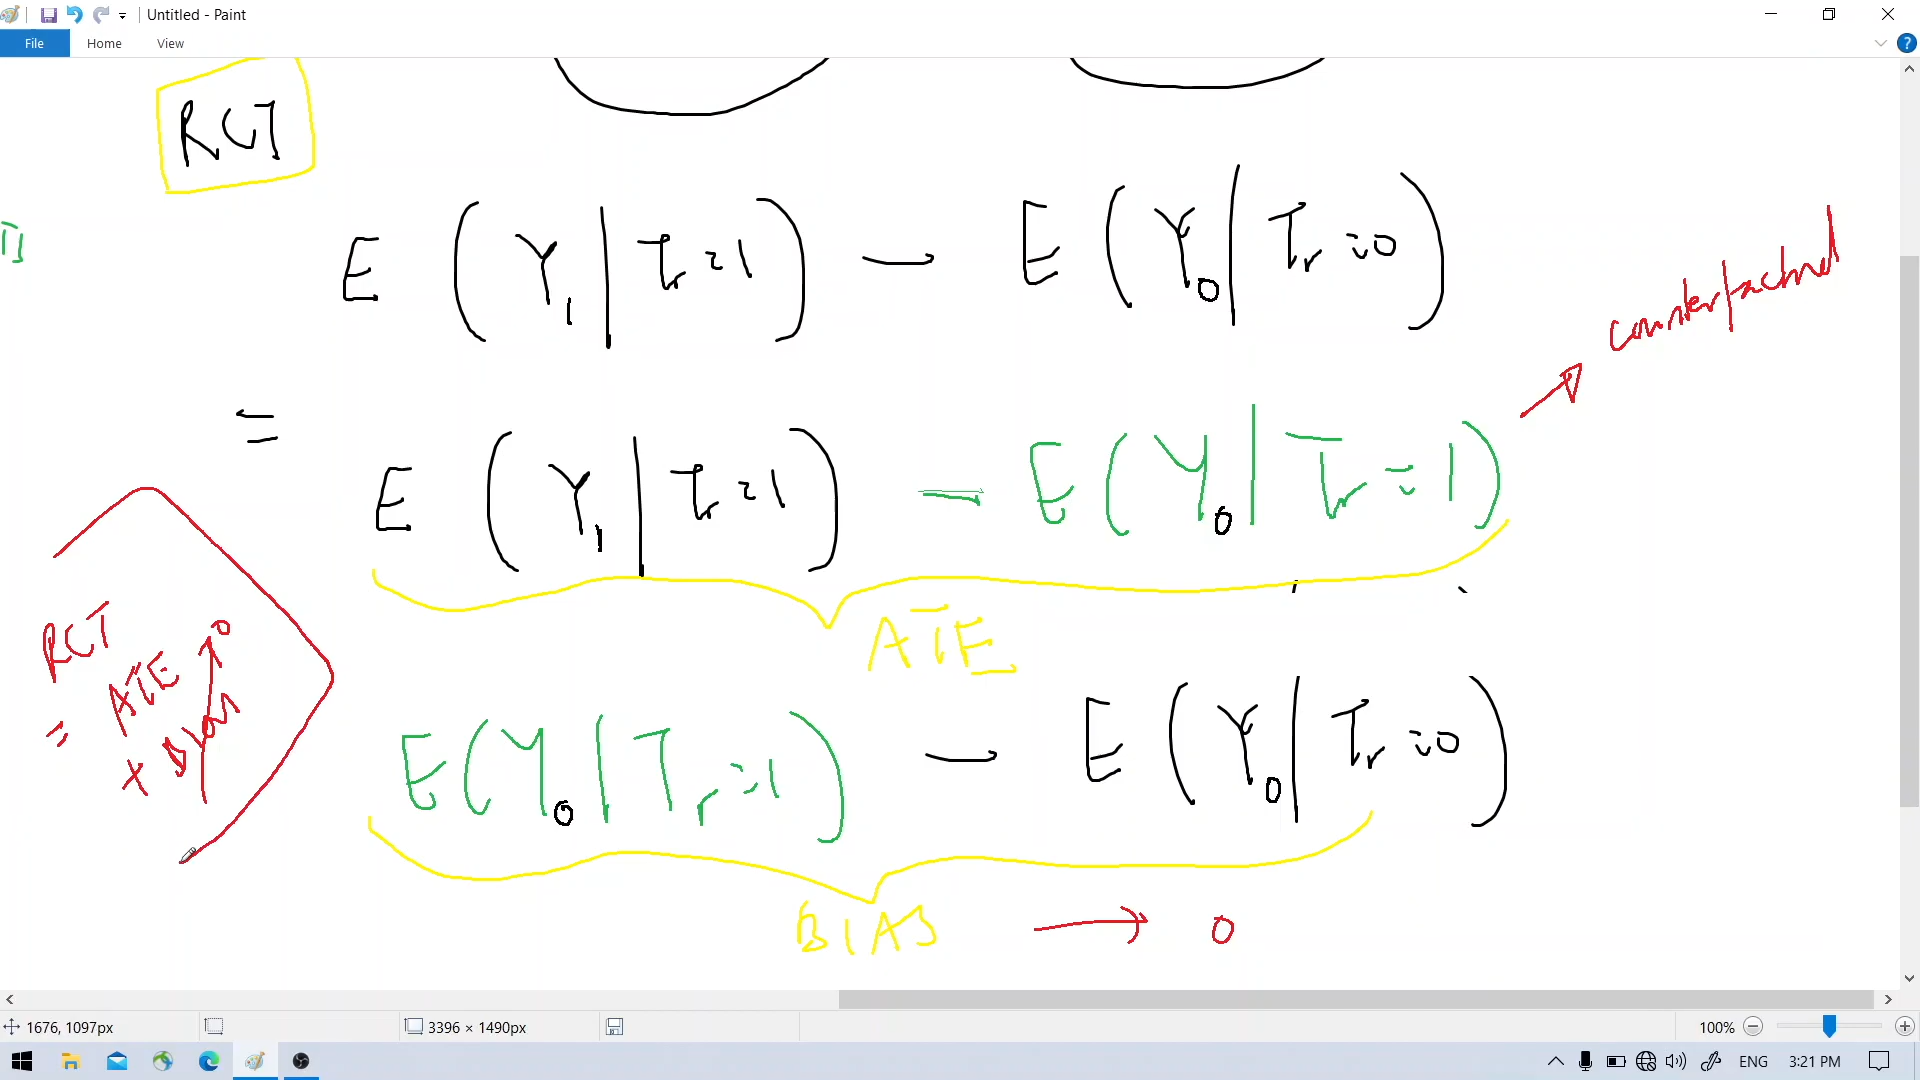 Untitled - Paint
File Home View
RCT
E ( Y₁ | Tr = 1 ) — E ( Y₀ | Tr = 0 )
counterfactual
= E ( Y₁ | Tr = 1 ) — E ( Y₀ | Tr = 1 )
ATE
RCT
= ATE
+ BIAS 0
E ( Y₀ | Tr = 1 ) — E ( Y₀ | Tr = 0 )
BIAS → 0
1676, 1097px 3396 × 1490px 100%
ENG 3:21 PM